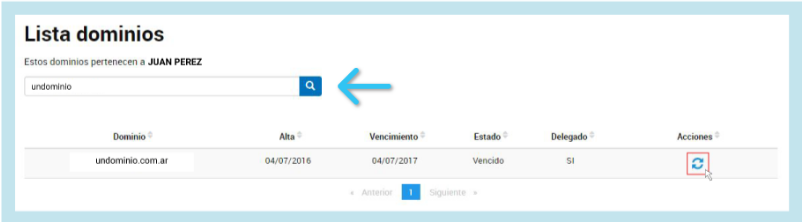 Lista dominios
Estos dominios pertenecen a JUAN PEREZ
undominio
Dominio Alta Vencimiento Estado Delegado Acciones
undominio.com.ar 04/07/2016 04/07/2017 Vencido SI
« Anterior 1 Siguiente »